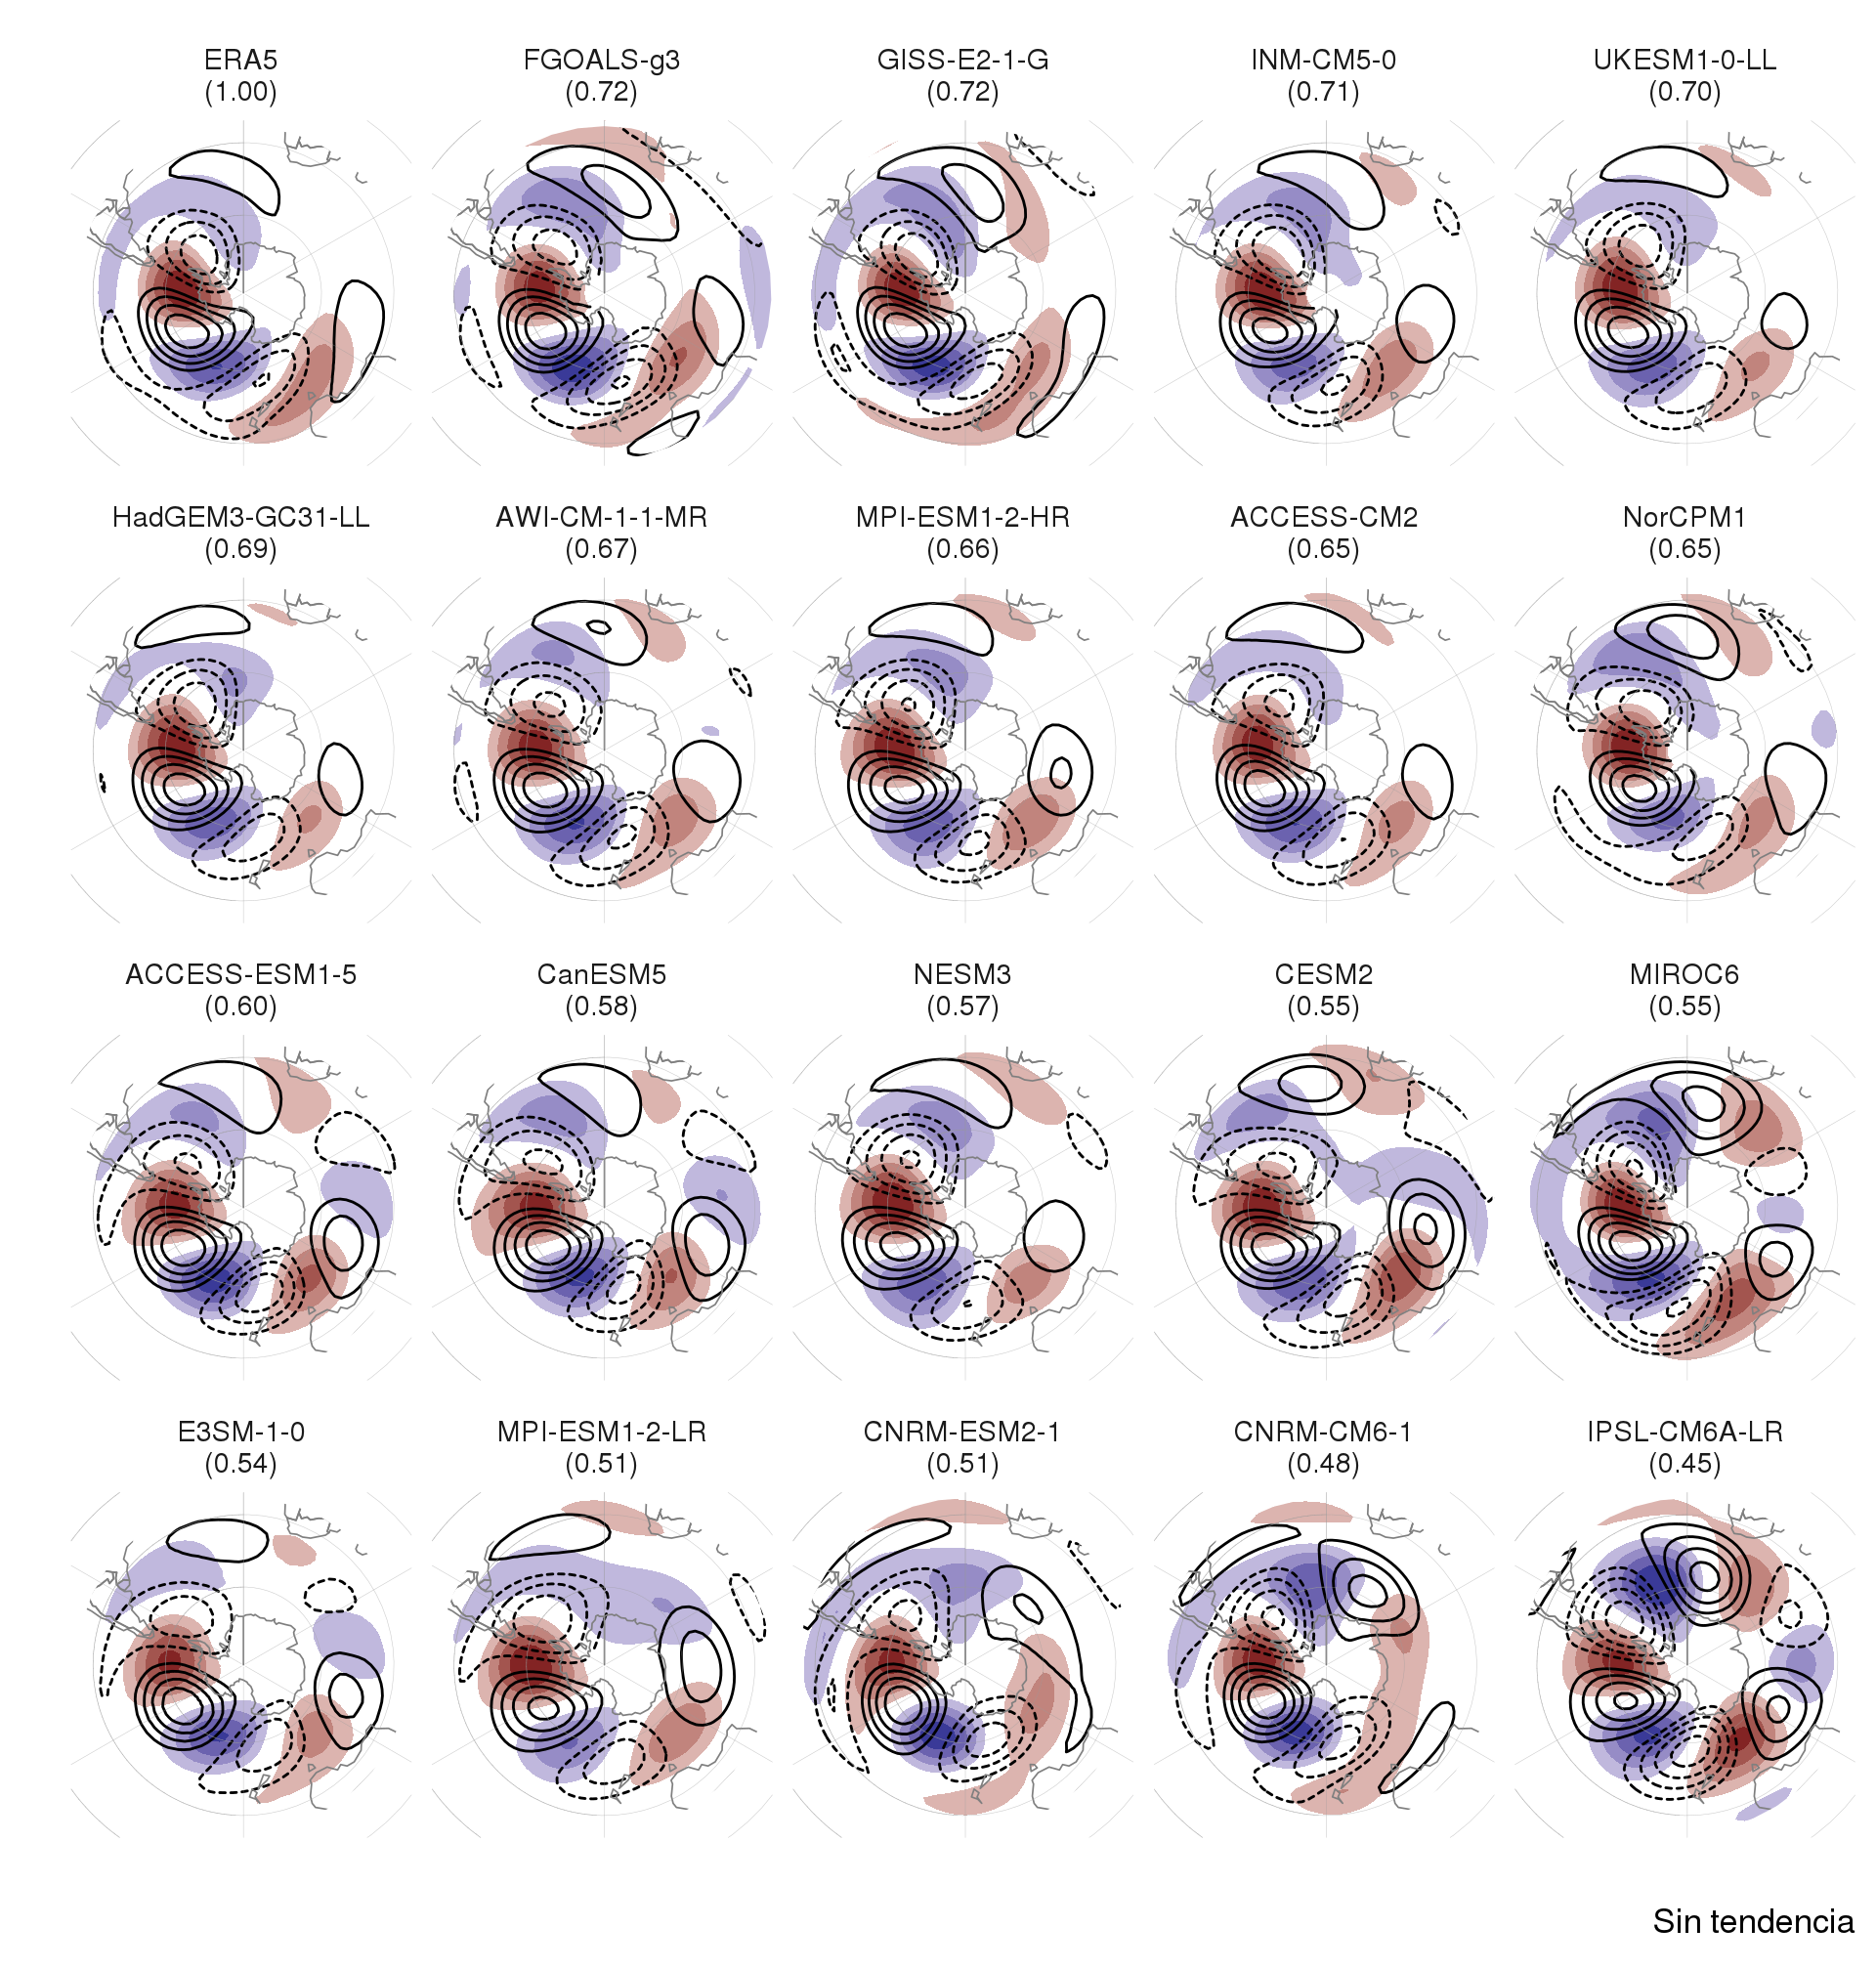 ERA5
(1.00)
FGOALS-g3
(0.72)
GISS-E2-1-G
(0.72)
INM-CM5-0
(0.71)
UKESM1-0-LL
(0.70)
HadGEM3-GC31-LL
(0.69)
AWI-CM-1-1-MR
(0.67)
MPI-ESM1-2-HR
(0.66)
ACCESS-CM2
(0.65)
NorCPM1
(0.65)
ACCESS-ESM1-5
(0.60)
CanESM5
(0.58)
NESM3
(0.57)
CESM2
(0.55)
MIROC6
(0.55)
E3SM-1-0
(0.54)
MPI-ESM1-2-LR
(0.51)
CNRM-ESM2-1
(0.51)
CNRM-CM6-1
(0.48)
IPSL-CM6A-LR
(0.45)
Sin tendencia